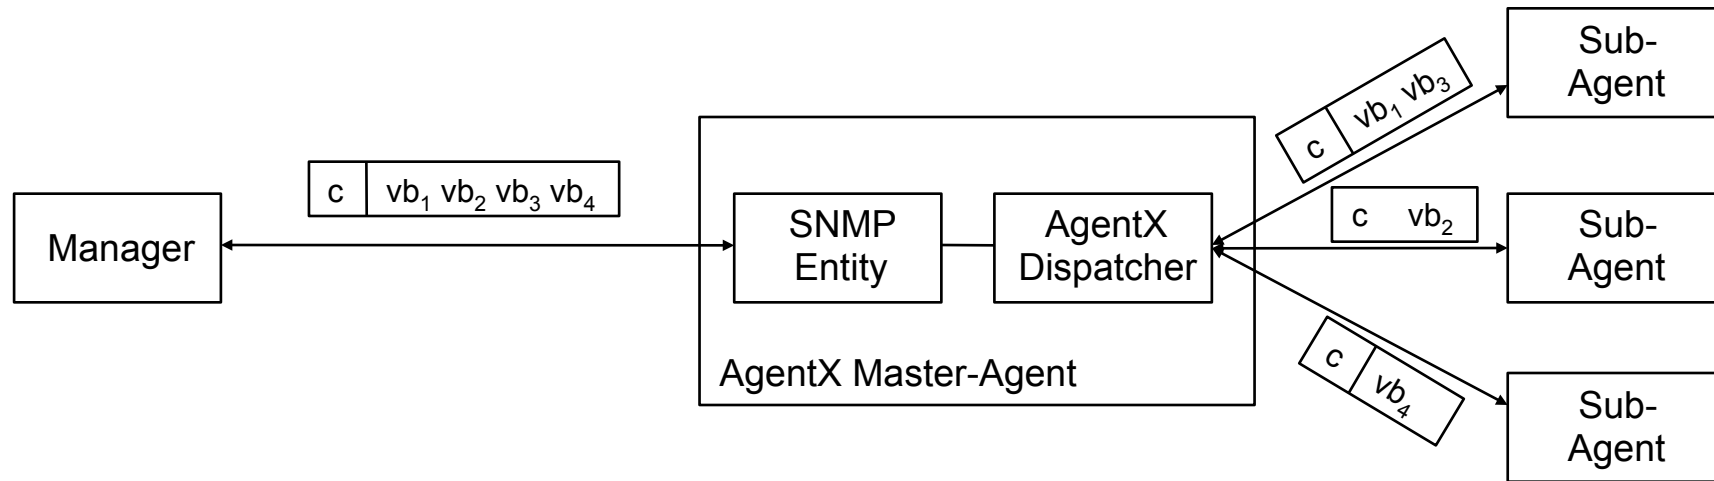 Manager
c vb1 vb2 vb3 vb4
SNMP
Entity
AgentX
Dispatcher
AgentX Master-Agent
c vb1 vb3
c vb2
c vb4
Sub-
Agent
Sub-
Agent
Sub-
Agent